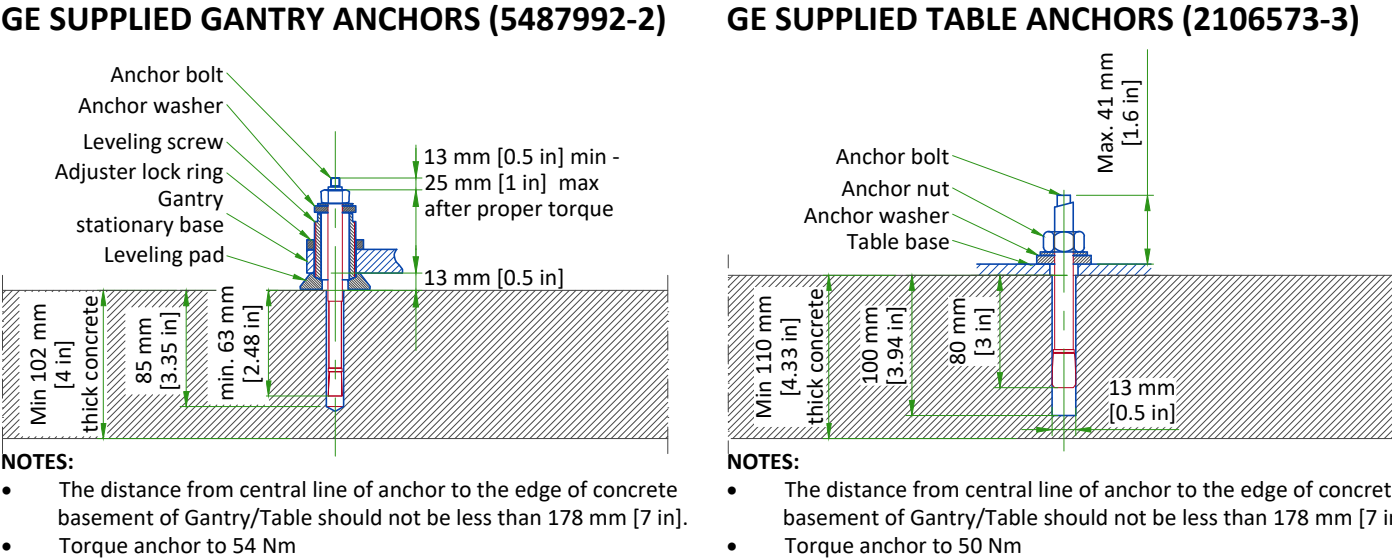 GE SUPPLIED GANTRY ANCHORS (5487992-2)
Anchor bolt
Anchor washer
Leveling screw
Adjuster lock ring
Gantry
stationary base
Leveling pad
13 mm [0.5 in] min -
25 mm [1 in] max
after proper torque
13 mm [0.5 in]
Min 102 mm
[4 in]
thick concrete
85 mm
[3.35 in]
min. 63 mm
[2.48 in]
NOTES:
• The distance from central line of anchor to the edge of concrete
basement of Gantry/Table should not be less than 178 mm [7 in].
• Torque anchor to 54 Nm
GE SUPPLIED TABLE ANCHORS (2106573-3)
Max. 41 mm
[1.6 in]
Anchor bolt
Anchor nut
Anchor washer
Table base
Min 110 mm
[4.33 in]
thick concrete
100 mm
[3.94 in]
80 mm
[3 in]
13 mm
[0.5 in]
NOTES:
• The distance from central line of anchor to the edge of concret
basement of Gantry/Table should not be less than 178 mm [7 i
• Torque anchor to 50 Nm